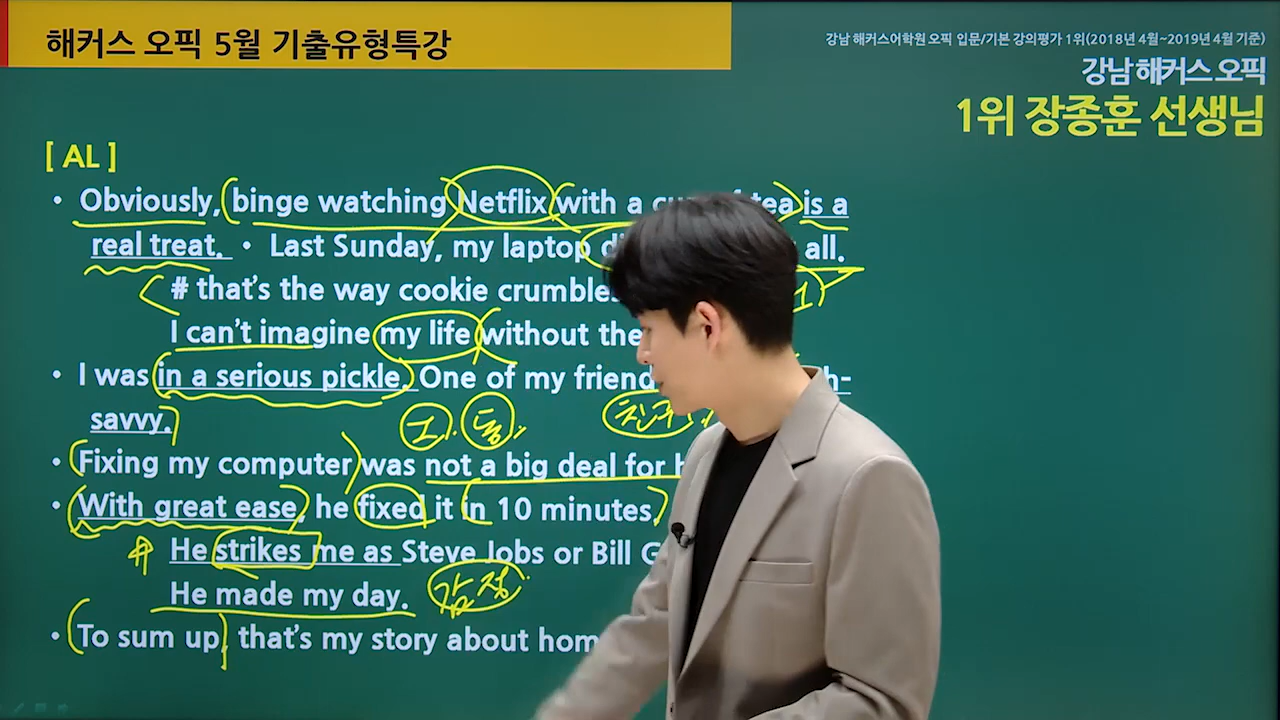 해커스 오픽 5월 기출유형특강
강남 해커스어학원 오픽 입문/기본 강의평가 1위(2018년 4월~2019년 4월 기준)
강남 해커스 오픽
1위 장종훈 선생님
[ AL ]
• Obviously, binge watching Netflix with a tea is a
real treat. • Last Sunday, my laptop all.
# that's the way cookie crumbles
I can't imagine my life without the
• I was in a serious pickle. One of my friend
savvy.
친구
• Fixing my computer was not a big deal for
• With great ease, he fixed it in 10 minutes,
# He strikes me as Steve Jobs or Bill
He made my day. 감정
• To sum up, that's my story about